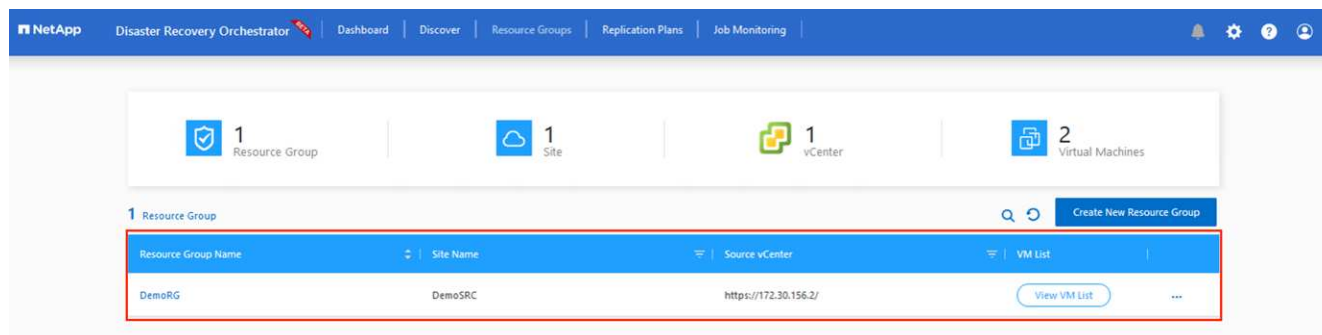 NetApp Disaster Recovery Orchestrator BETA Dashboard Discover Resource Groups Replication Plans Job Monitoring
1 1 1 2
Resource Group Site vCenter Virtual Machines
1 Resource Group Create New Resource Group
Resource Group Name Site Name Source vCenter VM List
DemoRG DemoSRC https://172.30.156.2/ View VM List